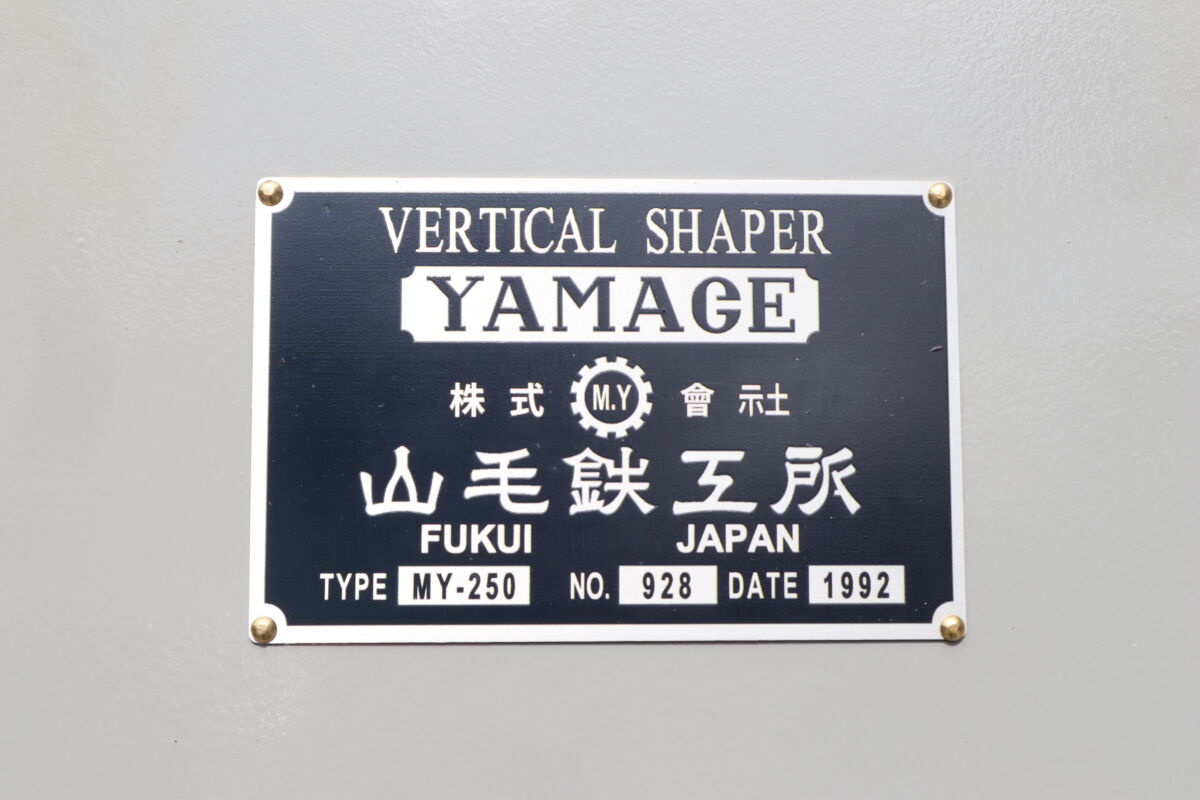 VERTICAL SHAPER
YAMAGE
株式 M.Y 會社
山毛鉄工所
FUKUI JAPAN
TYPE MY-250 NO. 928 DATE 1992